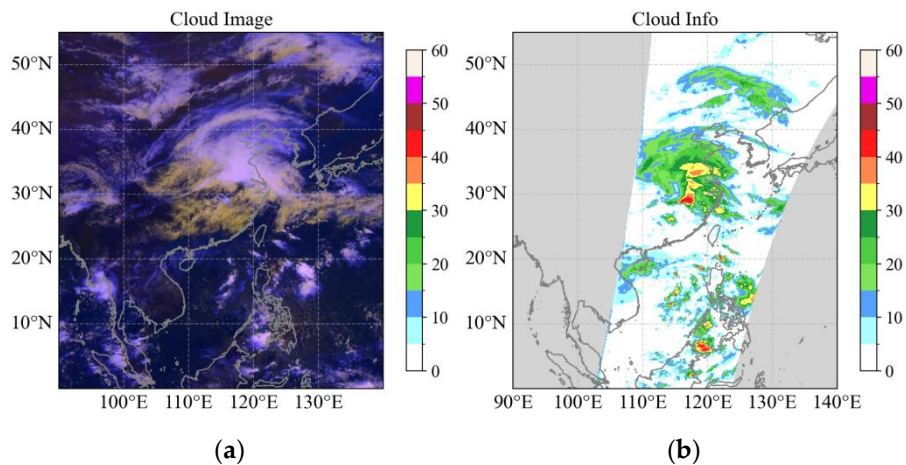 Cloud Image
50°N
40°N
30°N
20°N
10°N
100°E 110°E 120°E 130°E
60
50
40
30
20
10
0
(a)
Cloud Info
50°N
40°N
30°N
20°N
10°N
90°E 100°E 110°E 120°E 130°E 140°E
60
50
40
30
20
10
0
(b)